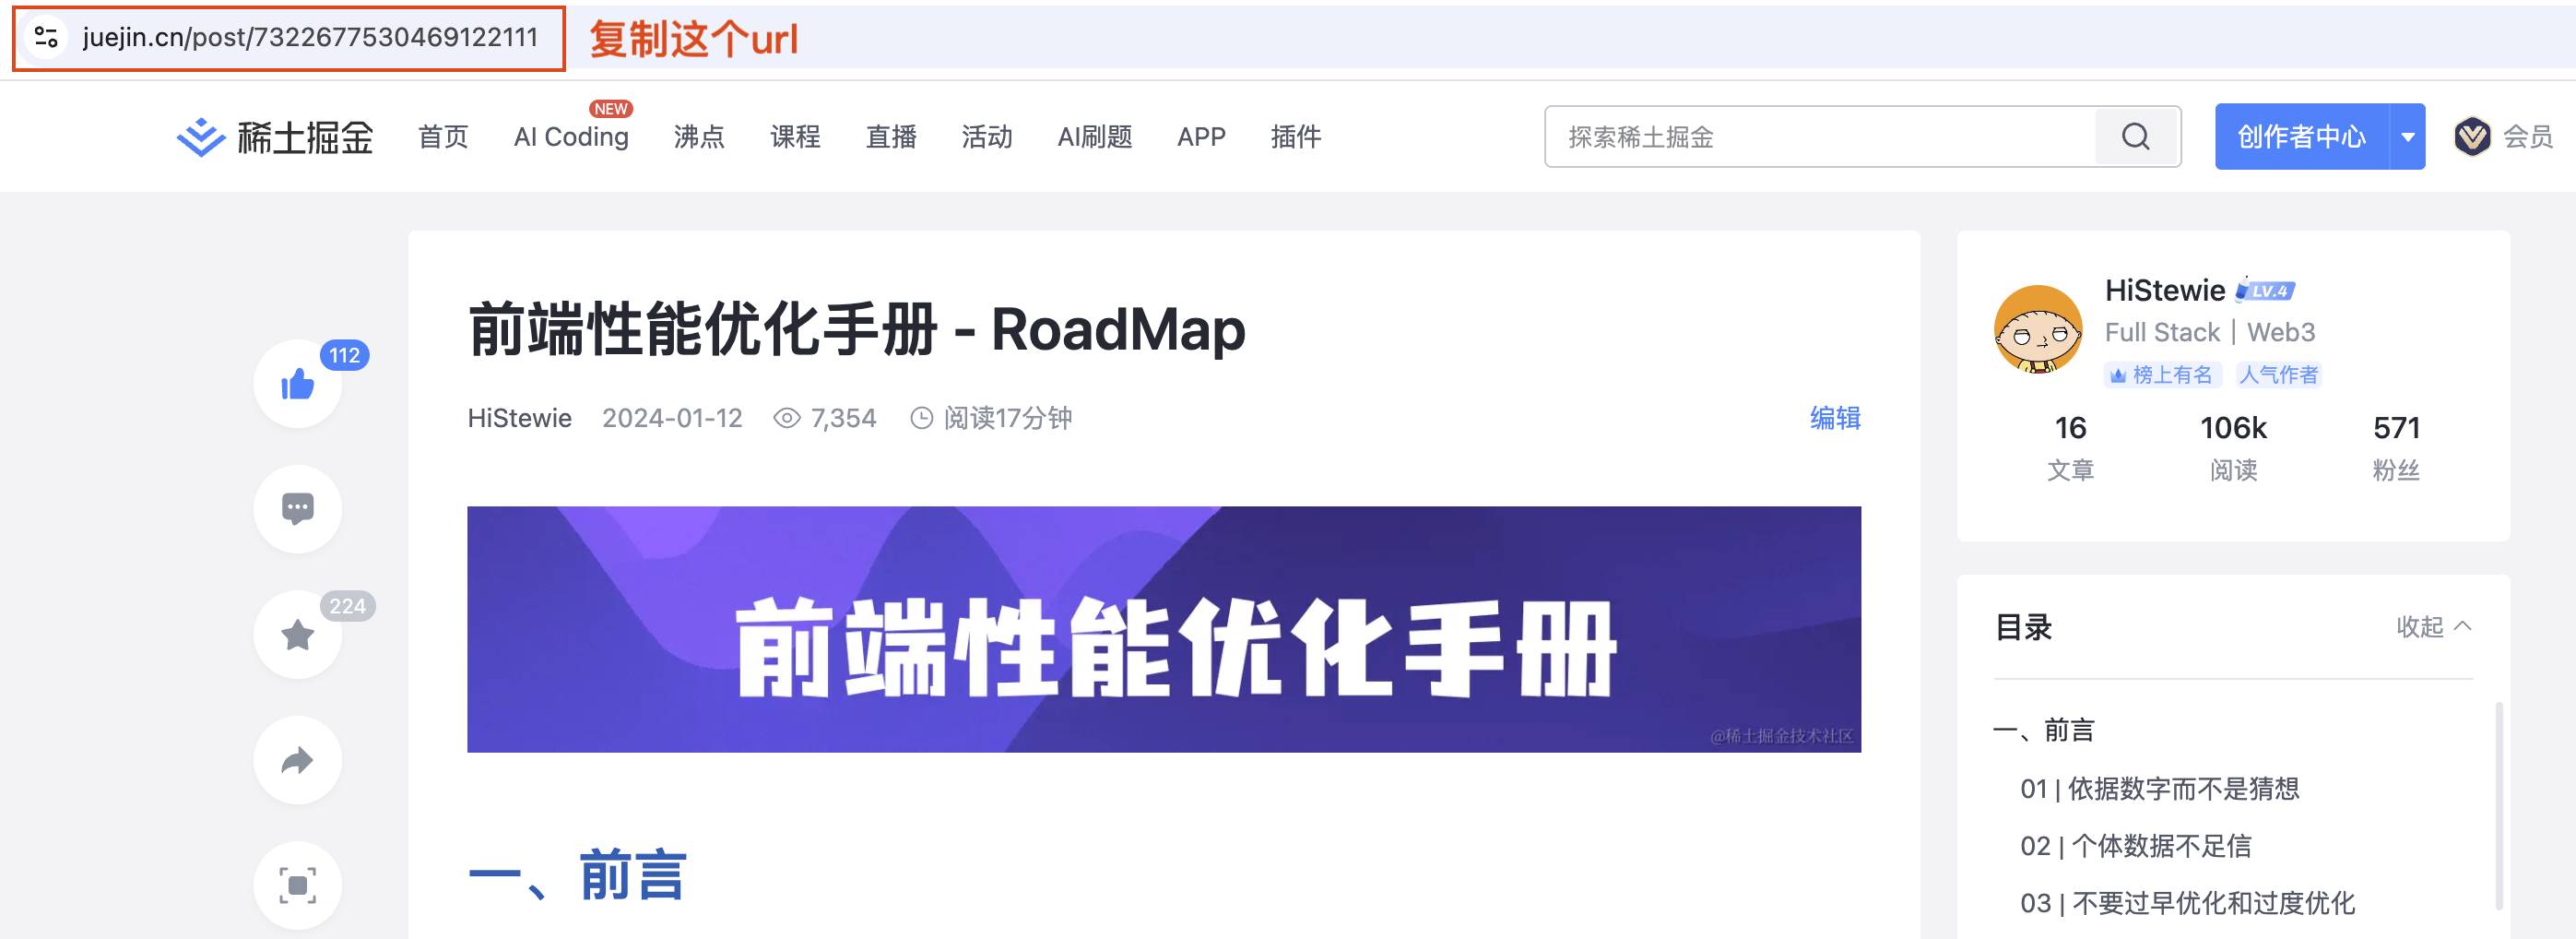 juejin.cn/post/7322677530469122111 复制这个url
稀土掘金 首页 AI Coding NEW 沸点 课程 直播 活动 AI刷题 APP 插件 探索稀土掘金 创作者中心 会员
前端性能优化手册 - RoadMap
HiStewie 2024-01-12 7,354 阅读17分钟 编辑
112
224
前端性能优化手册
@稀土掘金技术社区
一、前言
HiStewie LV.4
Full Stack | Web3
榜上有名 人气作者
16 106k 571
文章 阅读 粉丝
目录 收起
一、前言
01 | 依据数字而不是猜想
02 | 个体数据不足信
03 | 不要过早优化和过度优化